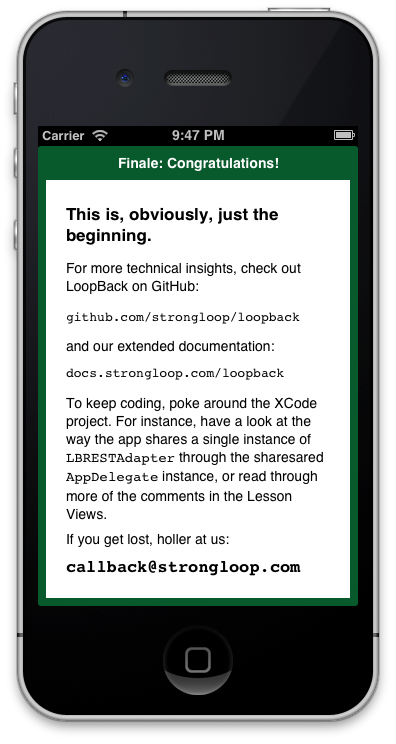 Carrier 9:47 PM
Finale: Congratulations!
This is, obviously, just the
beginning.
For more technical insights, check out
LoopBack on GitHub:
github.com/strongloop/loopback
and our extended documentation:
docs.strongloop.com/loopback
To keep coding, poke around the XCode
project. For instance, have a look at the
way the app shares a single instance of
LBRESTAdapter through the sharesared
AppDelegate instance, or read through
more of the comments in the Lesson
Views.
If you get lost, holler at us:
callback@strongloop.com